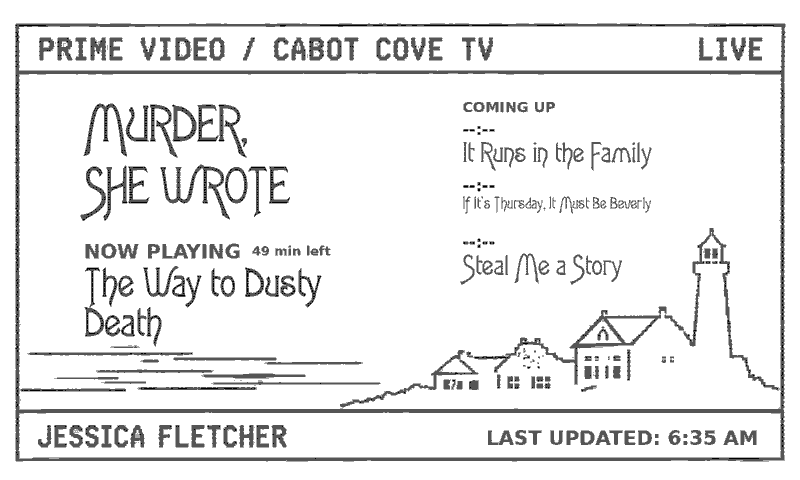 PRIME VIDEO / CABOT COVE TV
LIVE
MURDER,
SHE WROTE
NOW PLAYING 49 min left
The Way to Dusty
Death
COMING UP
--:--
It Runs in the Family
--:--
If It's Thursday, It Must Be Beverly
--:--
Steal Me a Story
JESSICA FLETCHER
LAST UPDATED: 6:35 AM